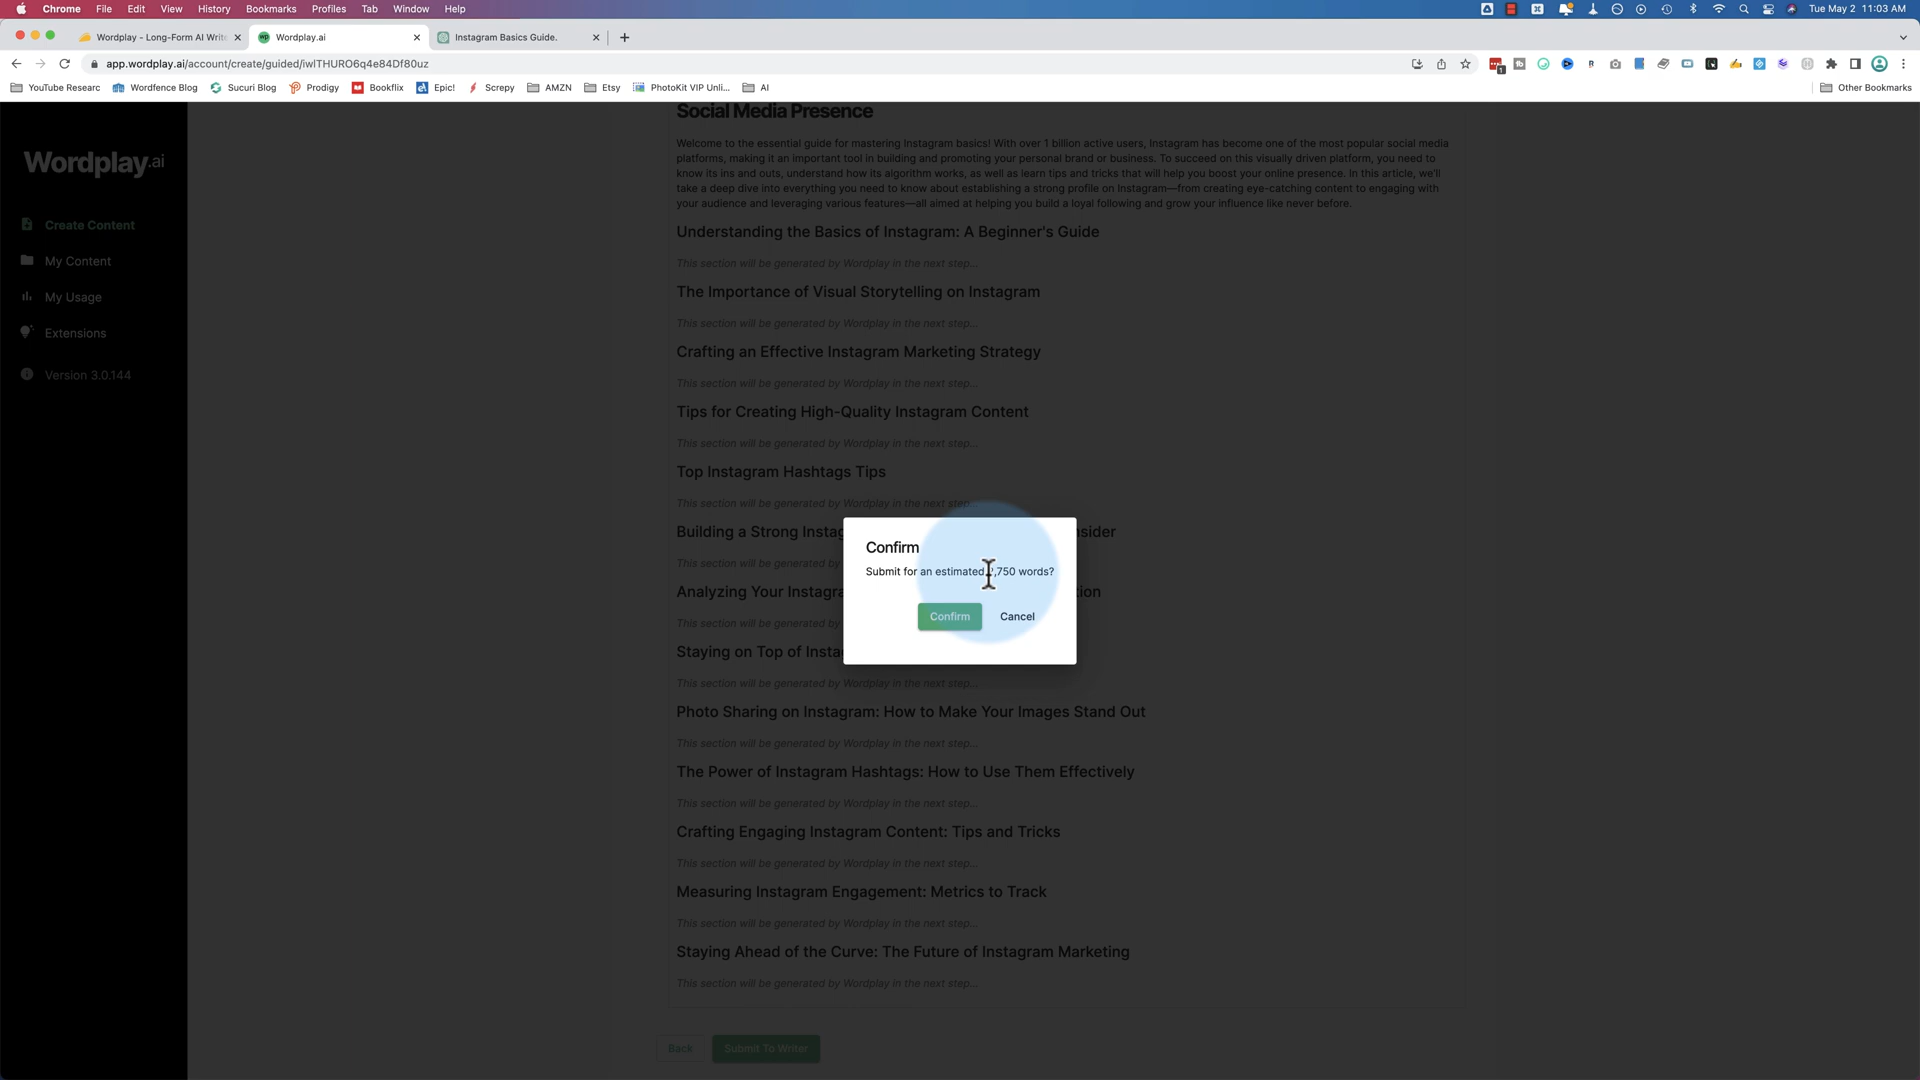 Chrome File Edit View History Bookmarks Profiles Tab Window Help Tue May 2 11:03 AM
Wordplay - Long-Form AI Write Wordplay.ai Instagram Basics Guide.
app.wordplay.ai/account/create/guided/iwlTHURO6q4e84Df80uz
YouTube Researc Wordfence Blog Sucuri Blog Prodigy Bookflix Epic! Screpy AMZN Etsy PhotoKit VIP Unli... AI Other Bookmarks
Wordplay.ai
Create Content
My Content
My Usage
Extensions
Version 3.0.144
Social Media Presence
Welcome to the essential guide for mastering Instagram basics! With over 1 billion active users, Instagram has become one of the most popular social media
platforms, making it an important tool in building and promoting your personal brand or business. To succeed on this visually driven platform, you need to
know its ins and outs, understand how its algorithm works, as well as learn tips and tricks that will help you boost your online presence. In this article, we'll
take a deep dive into everything you need to know about establishing a strong profile on Instagram—from creating eye-catching content to engaging with
your audience and leveraging various features—all aimed at helping you build a loyal following and grow your influence like never before.
Understanding the Basics of Instagram: A Beginner's Guide
This section will be generated by Wordplay in the next step...
The Importance of Visual Storytelling on Instagram
This section will be generated by Wordplay in the next step...
Crafting an Effective Instagram Marketing Strategy
This section will be generated by Wordplay in the next step...
Tips for Creating High-Quality Instagram Content
This section will be generated by Wordplay in the next step...
Top Instagram Hashtags Tips
This section will be generated by Wordplay in the next step...
Building a Strong
This section will be generated by
Analyzing Your
This section will be generated by
Staying on Top of
This section will be generated by Wordplay in the next step...
Photo Sharing on Instagram: How to Make Your Images Stand Out
This section will be generated by Wordplay in the next step...
The Power of Instagram Hashtags: How to Use Them Effectively
This section will be generated by Wordplay in the next step...
Crafting Engaging Instagram Content: Tips and Tricks
This section will be generated by Wordplay in the next step...
Measuring Instagram Engagement: Metrics to Track
This section will be generated by Wordplay in the next step...
Staying Ahead of the Curve: The Future of Instagram Marketing
This section will be generated by Wordplay in the next step...
Back Submit To Writer
Confirm
Submit for an estimated words?
Confirm Cancel